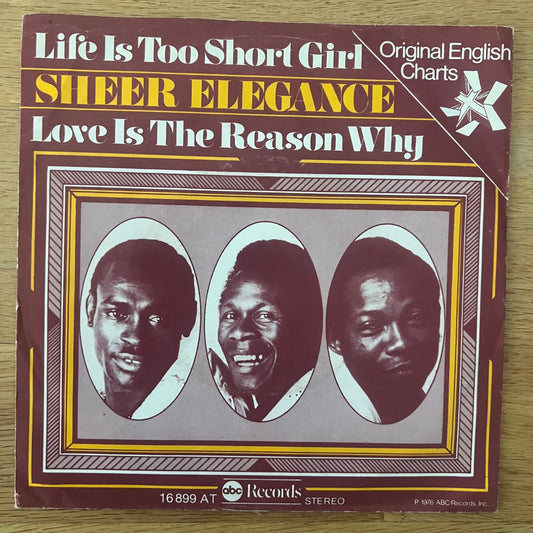 Life Is Too Short Girl
Original English
Charts
SHEER ELEGANCE
Love Is The Reason Why
16 899 AT
abc Records
STEREO
P 1976 ABC Records, Inc.